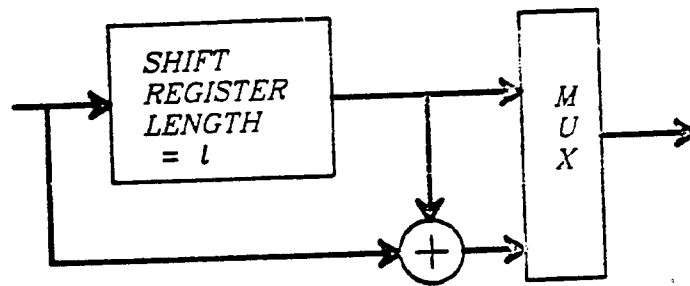 SHIFT
REGISTER
LENGTH
= l
M
U
X
+